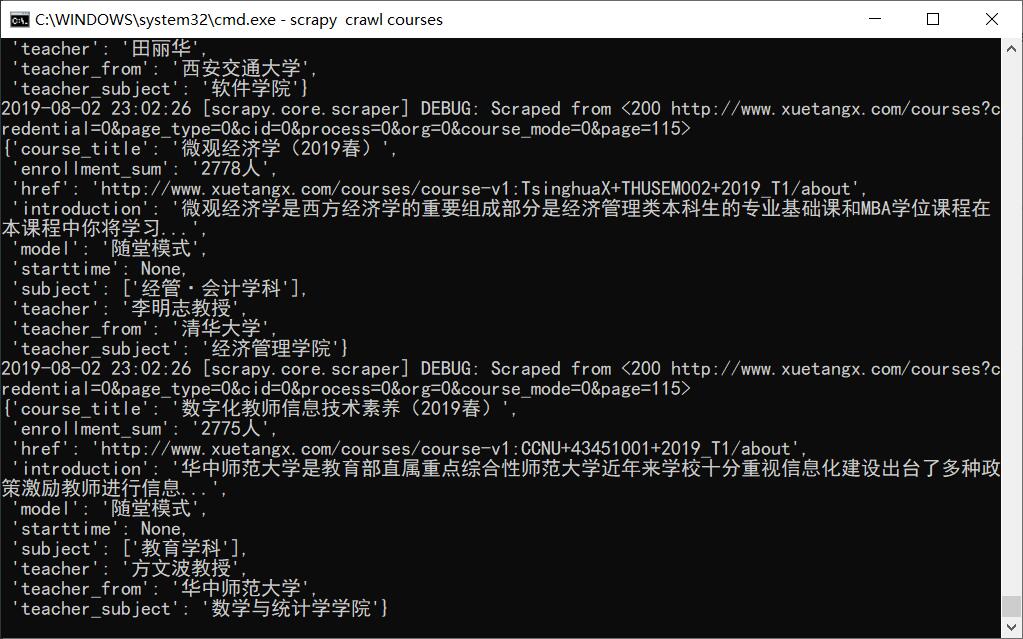 C:\WINDOWS\system32\cmd.exe - scrapy  crawl courses
'teacher': '田丽华',
'teacher_from': '西安交通大学',
'teacher_subject': '软件学院'}
2019-08-02 23:02:26 [scrapy.core.scraper] DEBUG: Scraped from <200 http://www.xuetangx.com/courses?c
redential=0&page_type=0&cid=0&process=0&org=0&course_mode=0&page=115>
{'course_title': '微观经济学（2019春）',
'enrollment_sum': '2778人',
'href': 'http://www.xuetangx.com/courses/course-v1:TsinghuaX+THUSEM002+2019_T1/about',
'introduction': '微观经济学是西方经济学的重要组成部分是经济管理类本科生的专业基础课和MBA学位课程在
本课程中你将学习...',
'model': '随堂模式',
'starttime': None,
'subject': ['经管·会计学科'],
'teacher': '李明志教授',
'teacher_from': '清华大学',
'teacher_subject': '经济管理学院'}
2019-08-02 23:02:26 [scrapy.core.scraper] DEBUG: Scraped from <200 http://www.xuetangx.com/courses?c
redential=0&page_type=0&cid=0&process=0&org=0&course_mode=0&page=115>
{'course_title': '数字化教师信息技术素养（2019春）',
'enrollment_sum': '2775人',
'href': 'http://www.xuetangx.com/courses/course-v1:CCNU+43451001+2019_T1/about',
'introduction': '华中师范大学是教育部直属重点综合性师范大学近年来学校十分重视信息化建设出台了多种政
策激励教师进行信息...',
'model': '随堂模式',
'starttime': None,
'subject': ['教育学科'],
'teacher': '方文波教授',
'teacher_from': '华中师范大学',
'teacher_subject': '数学与统计学学院'}